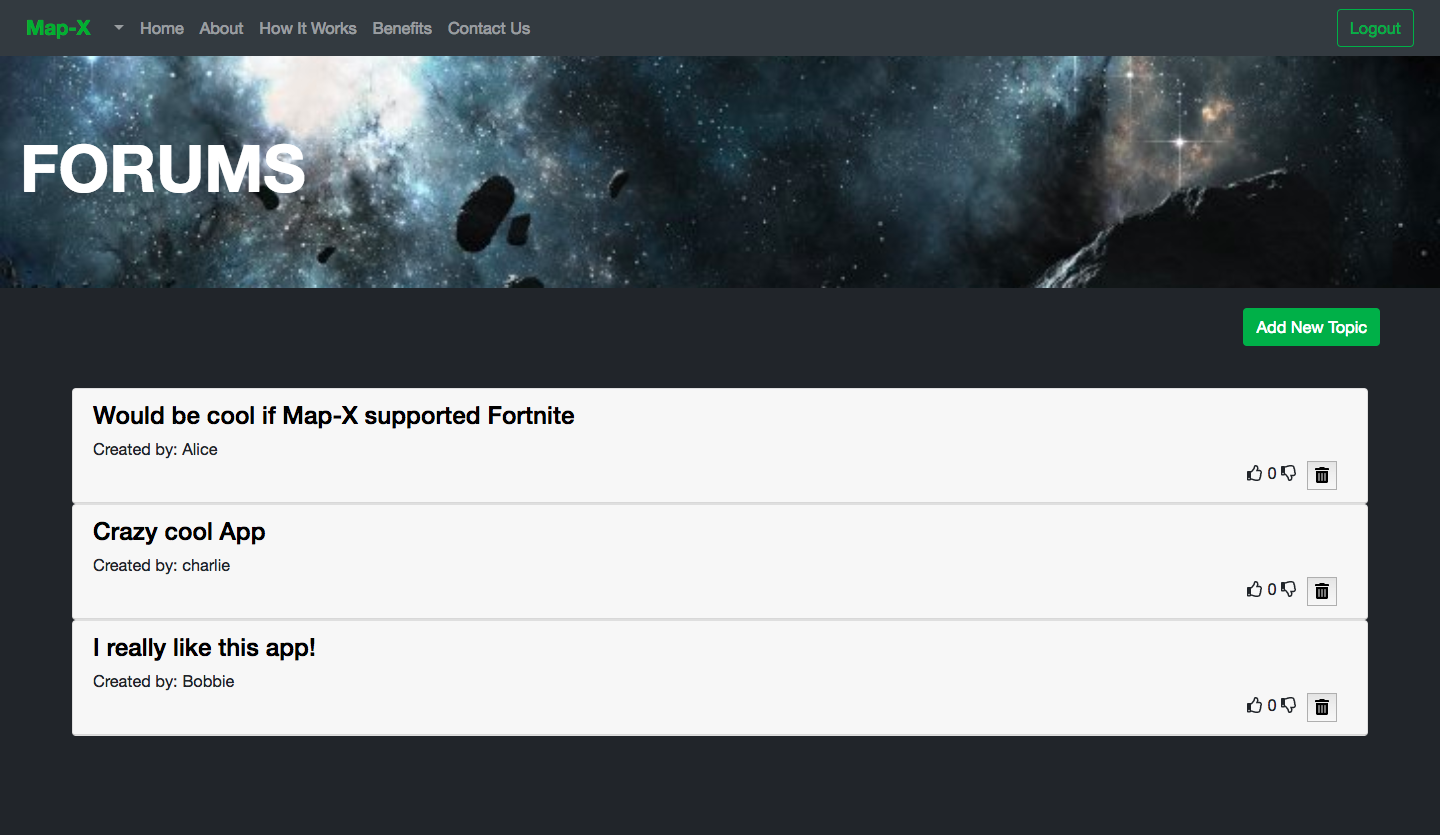 Map-X Home About How It Works Benefits Contact Us Logout
FORUMS
Add New Topic
Would be cool if Map-X supported Fortnite
Created by: Alice
0
Crazy cool App
Created by: charlie
0
I really like this app!
Created by: Bobbie
0